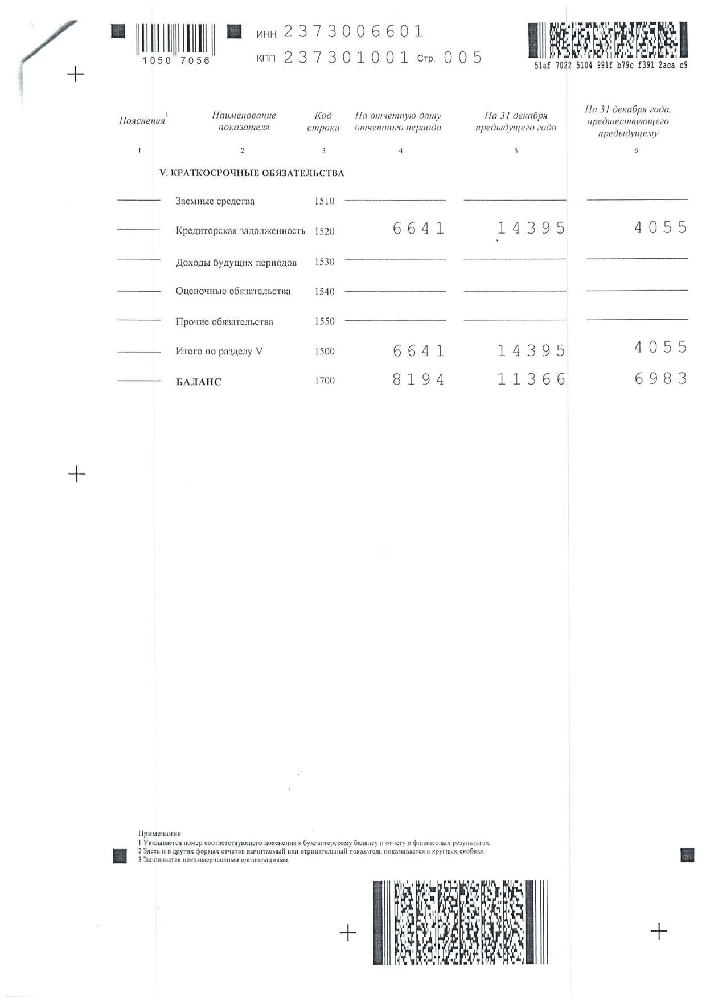 ИНН 2373006601
1050 7056
КПП 237301001 Стр. 005
51af 7022 5104 991f b79c f391 2aca c9
Пояснения 1
Наименование показателя
Код строки
На отчетную дату отчетного периода
На 31 декабря предыдущего года
На 31 декабря года, предшествующего предыдущему
1 2 3 4 5 6
V. КРАТКОСРОЧНЫЕ ОБЯЗАТЕЛЬСТВА
Заемные средства 1510
Кредиторская задолженность 1520 6641 14395 4055
Доходы будущих периодов 1530
Оценочные обязательства 1540
Прочие обязательства 1550
Итого по разделу V 1500 6641 14395 4055
БАЛАНС 1700 8194 11366 6983
Примечания
1 Указывается номер соответствующего пояснения к бухгалтерскому балансу и отчету о финансовых результатах.
2 Здесь и в других формах отчетов вычитаемый или отрицательный показатель показывается в круглых скобках
3 Заполняется некоммерческими организациями.